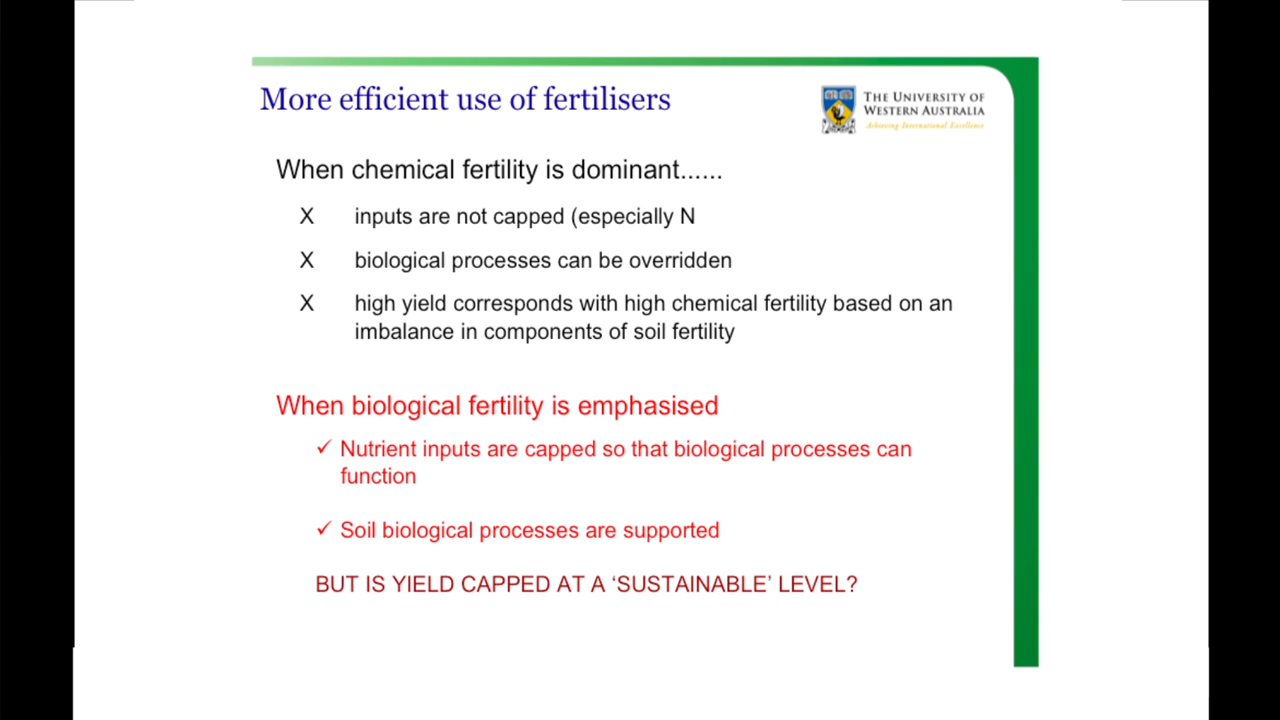 More efficient use of fertilisers
THE UNIVERSITY OF
WESTERN AUSTRALIA
Achieving International Excellence
When chemical fertility is dominant......
X inputs are not capped (especially N
X biological processes can be overridden
X high yield corresponds with high chemical fertility based on an
imbalance in components of soil fertility
When biological fertility is emphasised
✓ Nutrient inputs are capped so that biological processes can
function
✓ Soil biological processes are supported
BUT IS YIELD CAPPED AT A ‘SUSTAINABLE’ LEVEL?